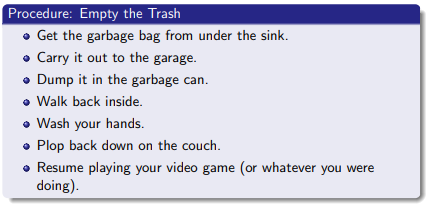 Procedure: Empty the Trash
Get the garbage bag from under the sink.
Carry it out to the garage.
Dump it in the garbage can.
Walk back inside.
Wash your hands.
Plop back down on the couch.
Resume playing your video game (or whatever you were
doing).